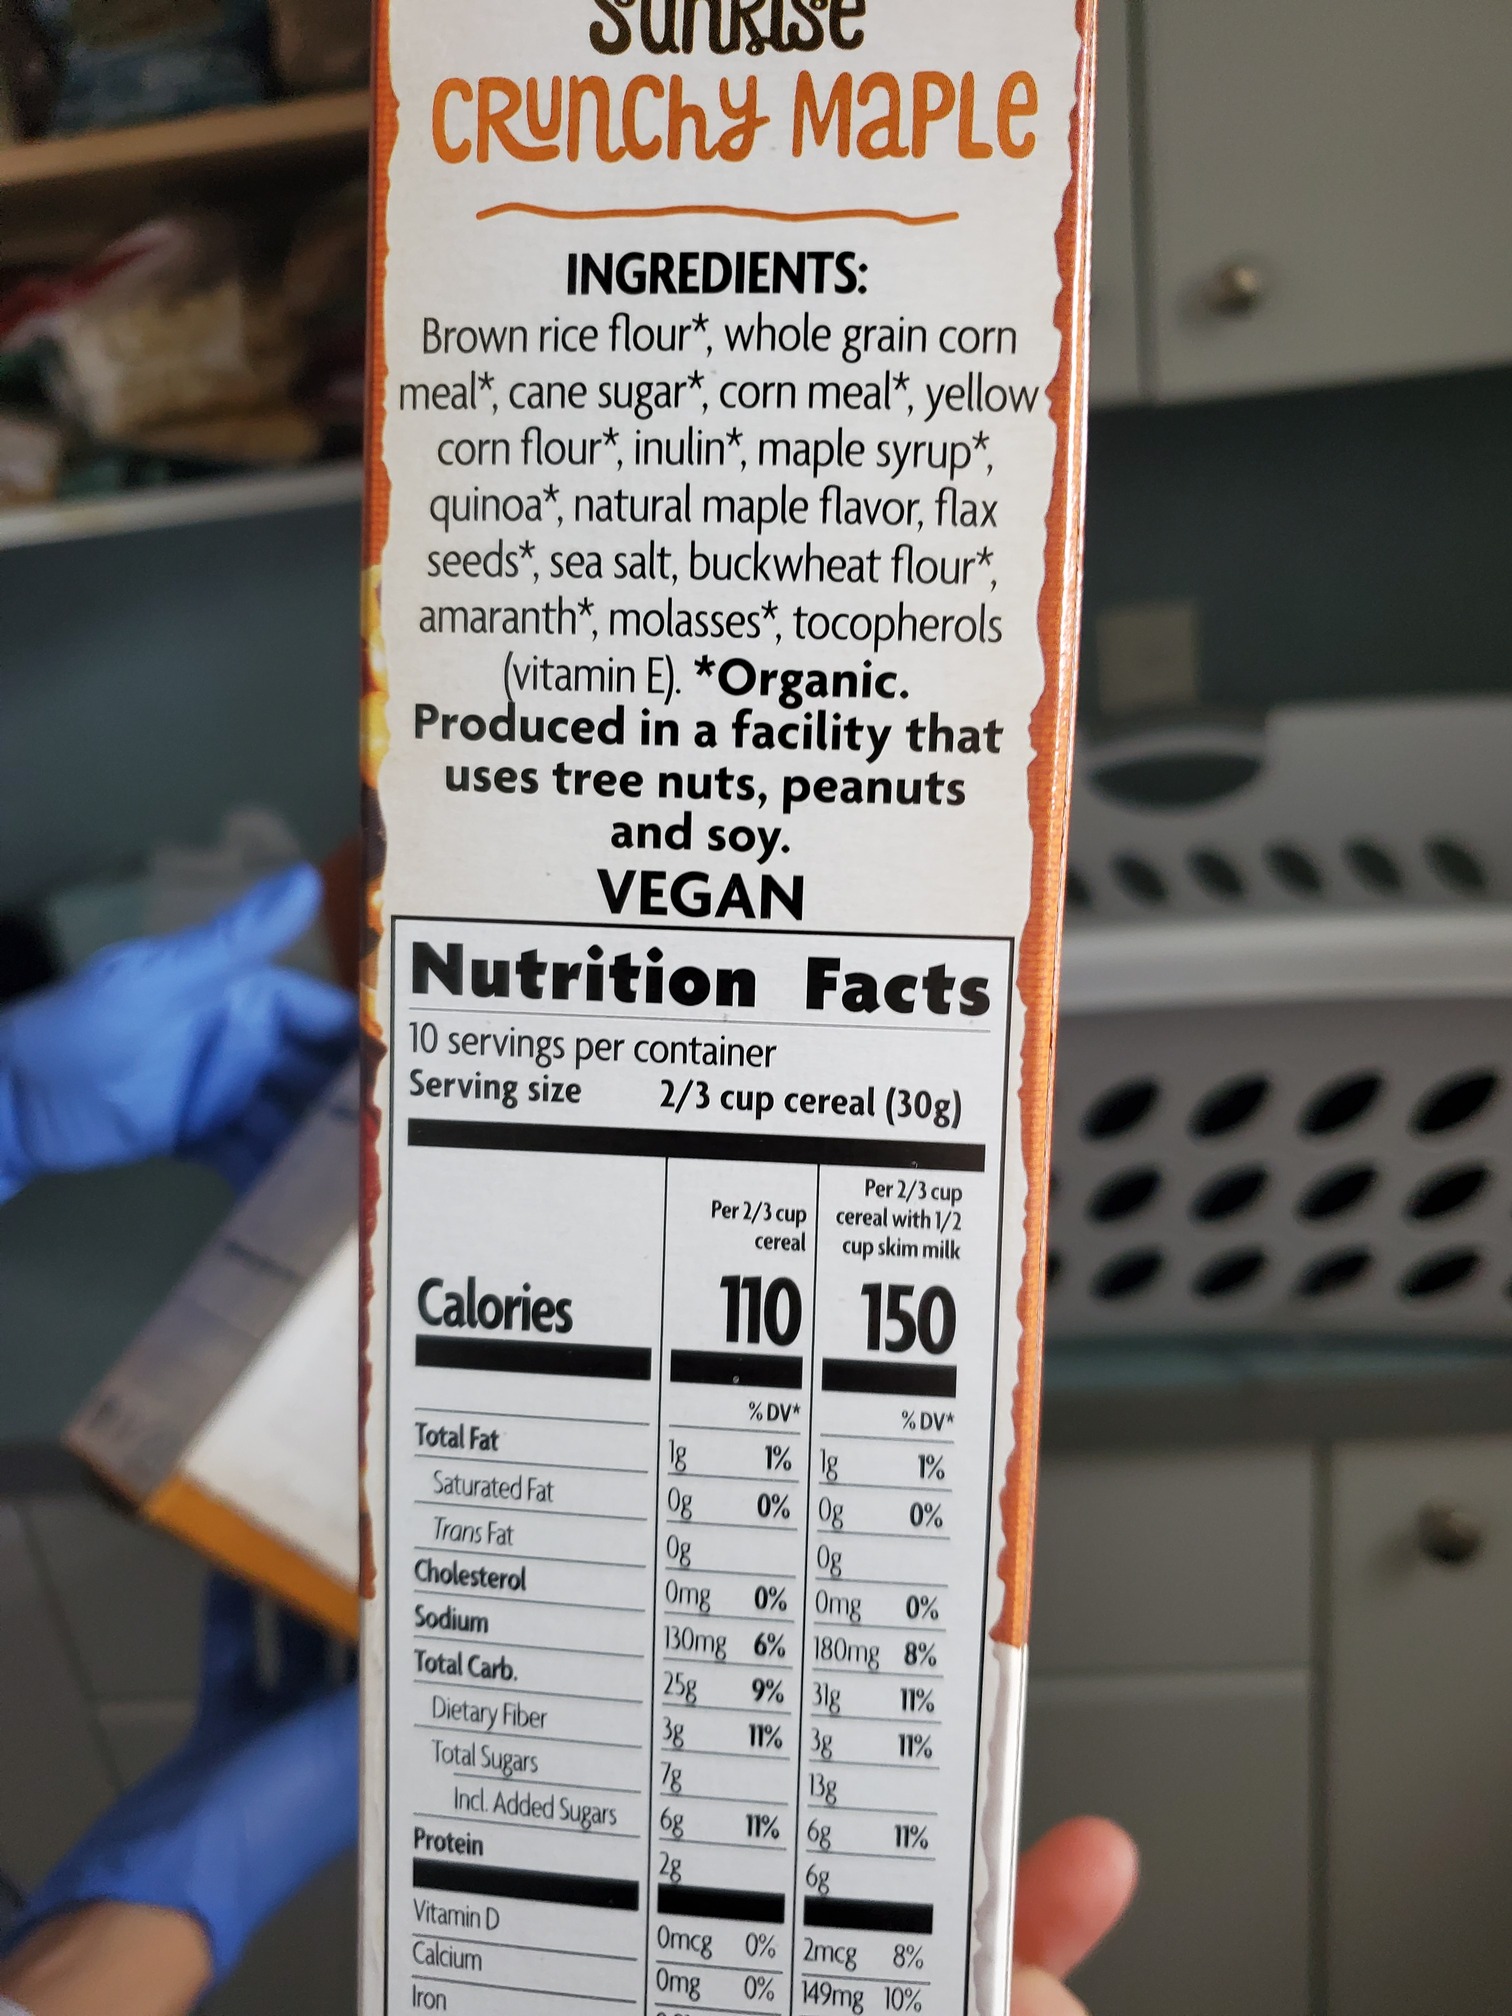 SUNRISE
CRUNCHY MAPLE
INGREDIENTS:
Brown rice flour*, whole grain corn
meal*, cane sugar*, corn meal*, yellow
corn flour*, inulin*, maple syrup*,
quinoa*, natural maple flavor, flax
seeds*, sea salt, buckwheat flour*,
amaranth*, molasses*, tocopherols
(vitamin E). *Organic.
Produced in a facility that
uses tree nuts, peanuts
and soy.
VEGAN
Nutrition Facts
10 servings per container
Serving size 2/3 cup cereal (30g)
Per 2/3 cup
cereal
Per 2/3 cup
cereal with 1/2
cup skim milk
Calories 110 150
% DV* % DV*
Total Fat 1g 1% 1g 1%
Saturated Fat 0g 0% 0g 0%
Trans Fat 0g 0g
Cholesterol 0mg 0% 0mg 0%
Sodium 130mg 6% 180mg 8%
Total Carb. 25g 9% 31g 11%
Dietary Fiber 3g 11% 3g 11%
Total Sugars 7g 13g
Incl. Added Sugars 6g 11% 6g 11%
Protein 2g 6g
Vitamin D 0mcg 0% 2mcg 8%
Calcium 0mg 0% 149mg 10%
Iron